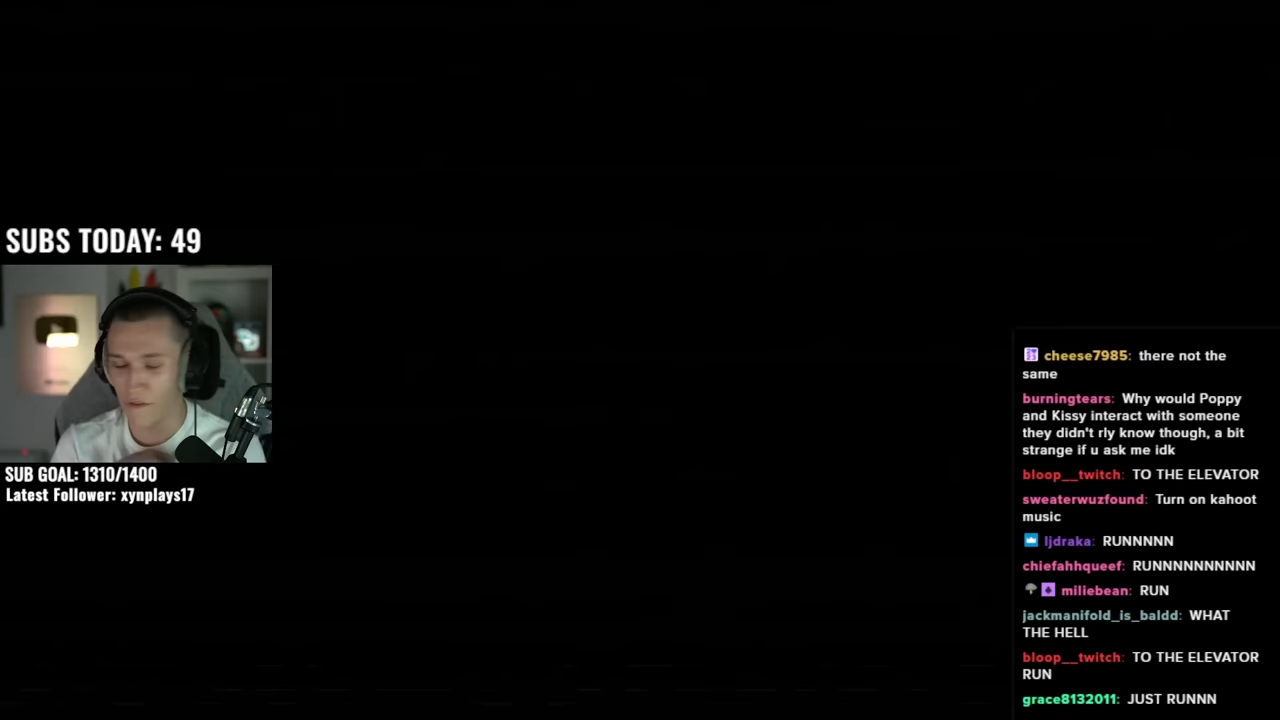 SUBS TODAY: 49
SUB GOAL: 1310/1400
Latest Follower: xynplays17
cheese7985: there not the
same
burningtears: Why would Poppy
and Kissy interact with someone
they didn't rly know though, a bit
strange if u ask me idk
bloop__twitch: TO THE ELEVATOR
sweaterwuzfound: Turn on kahoot
music
ljdraka: RUNNNNN
chiefahhqueef: RUNNNNNNNNNN
miliebean: RUN
jackmanifold_is_baldd: WHAT
THE HELL
bloop__twitch: TO THE ELEVATOR
RUN
grace8132011: JUST RUNNN